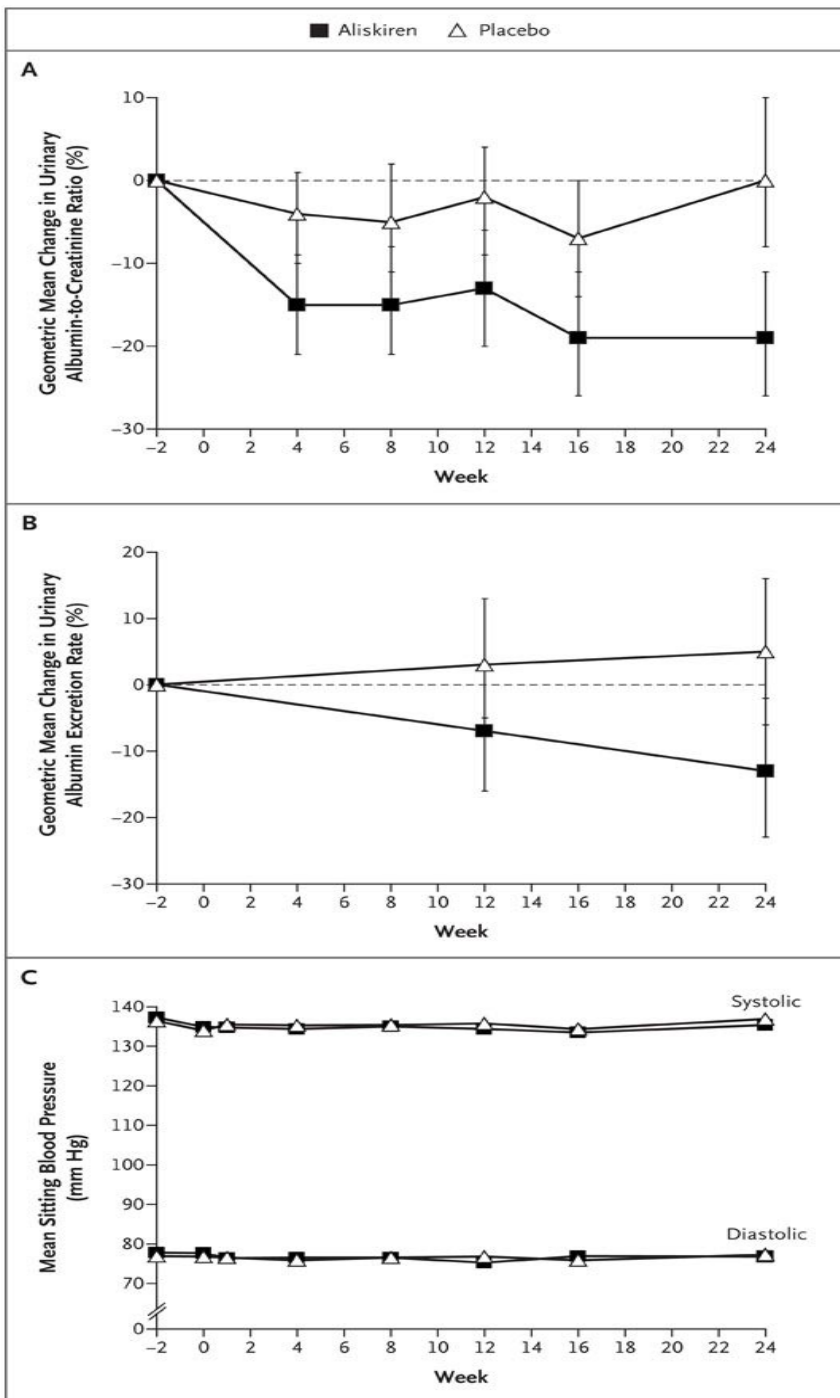 Aliskiren Placebo
A
Geometric Mean Change in Urinary
Albumin-to-Creatinine Ratio (%)
10
0
−10
−20
−30
−2 0 2 4 6 8 10 12 14 16 18 20 22 24
Week
B
Geometric Mean Change in Urinary
Albumin Excretion Rate (%)
20
10
0
−10
−20
−30
−2 0 2 4 6 8 10 12 14 16 18 20 22 24
Week
C
Mean Sitting Blood Pressure
(mm Hg)
140
130
120
110
100
90
80
70
0
Systolic
Diastolic
−2 0 2 4 6 8 10 12 14 16 18 20 22 24
Week